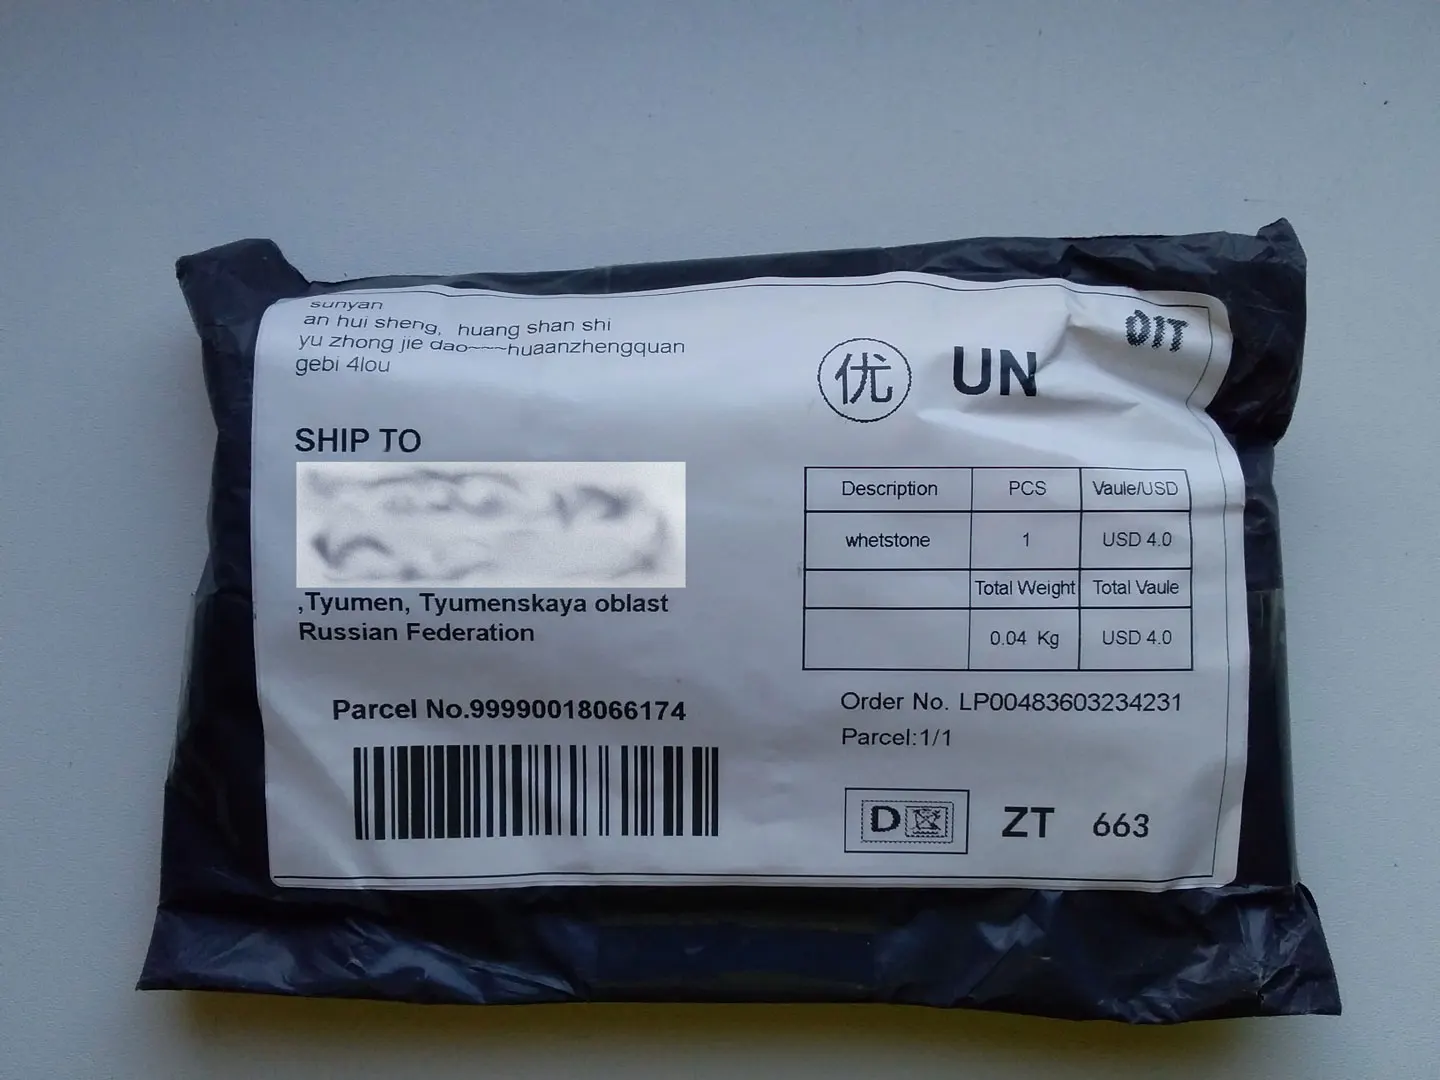 sunyan
an hui sheng, huang shan shi
yu zhong jie dao~~~huaanzhengquan
gebi 4lou
优 UN OIT
SHIP TO
,Tyumen, Tyumenskaya oblast
Russian Federation
Description PCS Vaule/USD
whetstone 1 USD 4.0
Total Weight Total Vaule
0.04 Kg USD 4.0
Parcel No.99990018066174
Order No. LP00483603234231
Parcel:1/1
D ZT 663